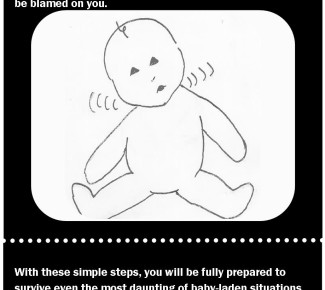 be blamed on you.
With these simple steps, you will be fully prepared to
survive even the most daunting of baby-laden situations